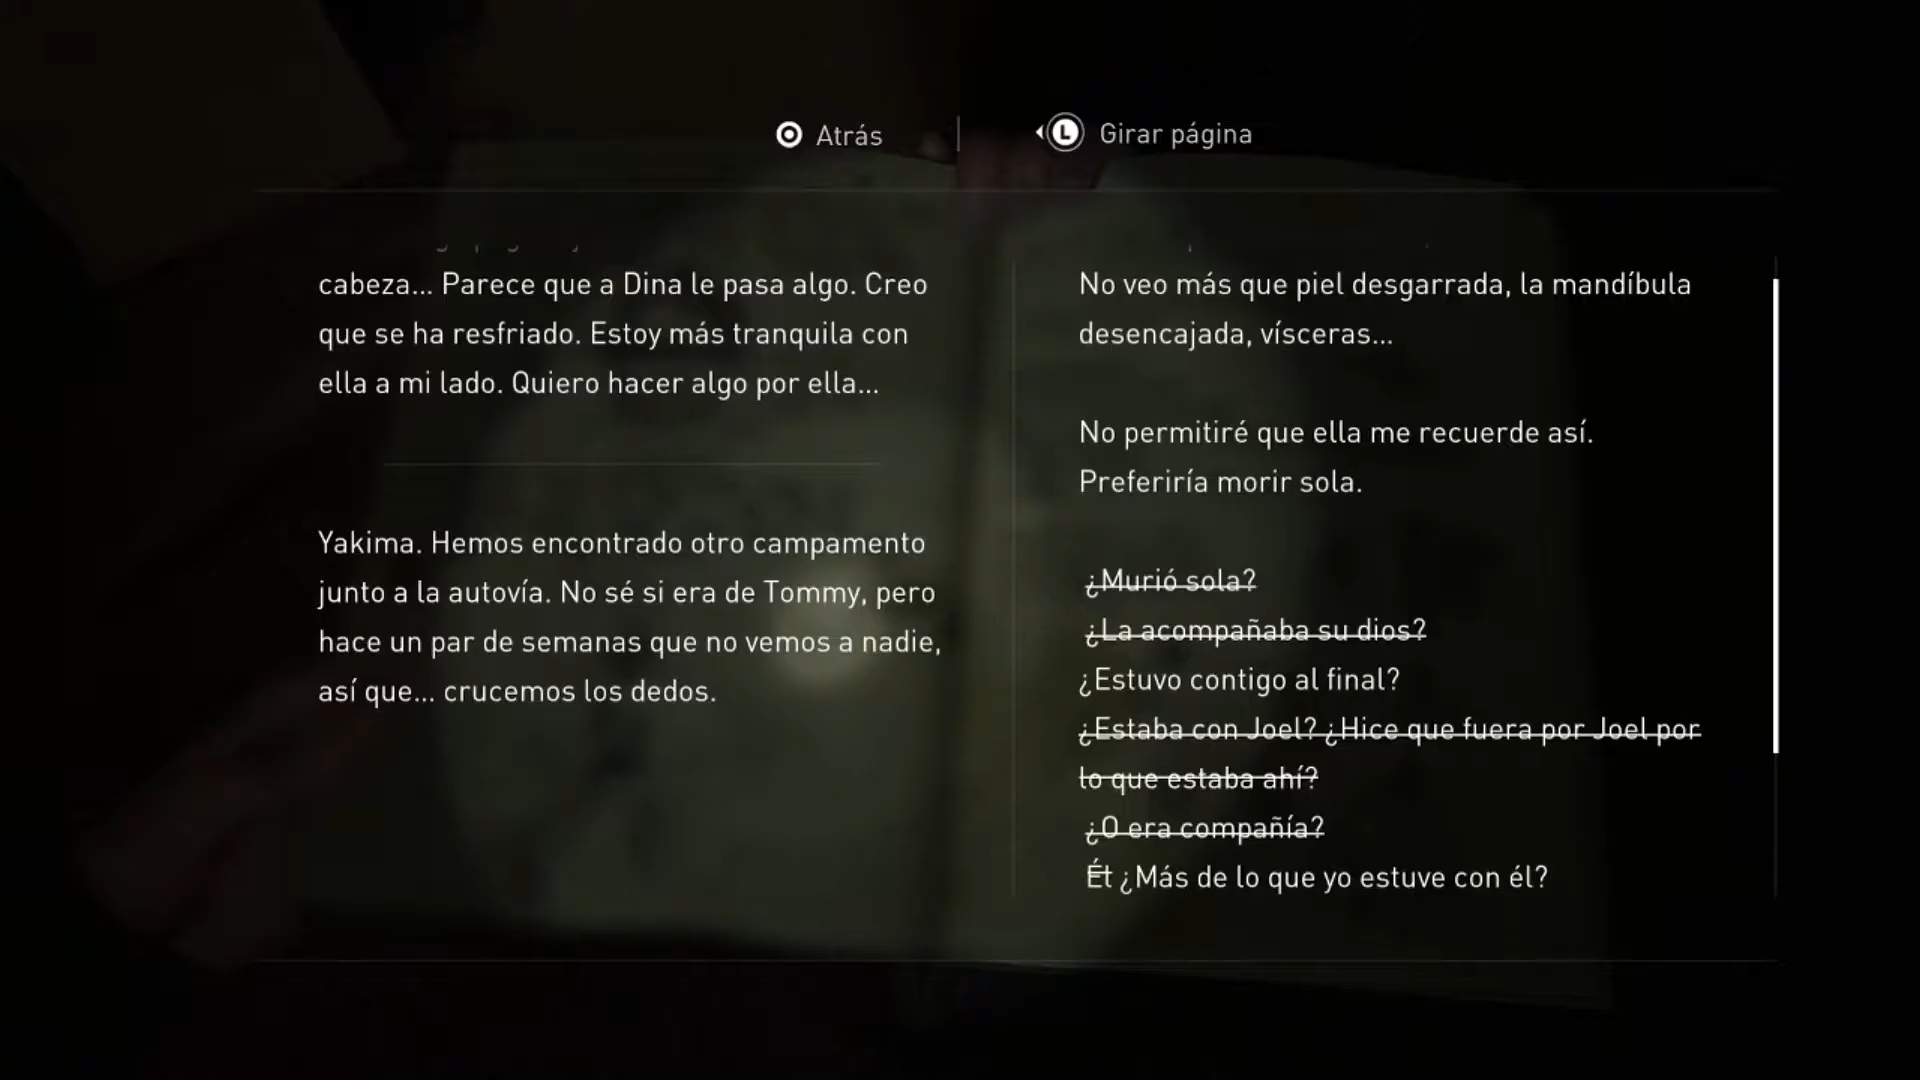 Atrás
L Girar página
cabeza... Parece que a Dina le pasa algo. Creo
que se ha resfriado. Estoy más tranquila con
ella a mi lado. Quiero hacer algo por ella...
Yakima. Hemos encontrado otro campamento
junto a la autovía. No sé si era de Tommy, pero
hace un par de semanas que no vemos a nadie,
así que... crucemos los dedos.
No veo más que piel desgarrada, la mandíbula
desencajada, vísceras...
No permitiré que ella me recuerde así.
Preferiría morir sola.
¿Murió sola?
¿La acompañaba su dios?
¿Estuvo contigo al final?
¿Estaba con Joel? ¿Hice que fuera por Joel por
lo que estaba ahí?
¿O era compañía?
Él ¿Más de lo que yo estuve con él?